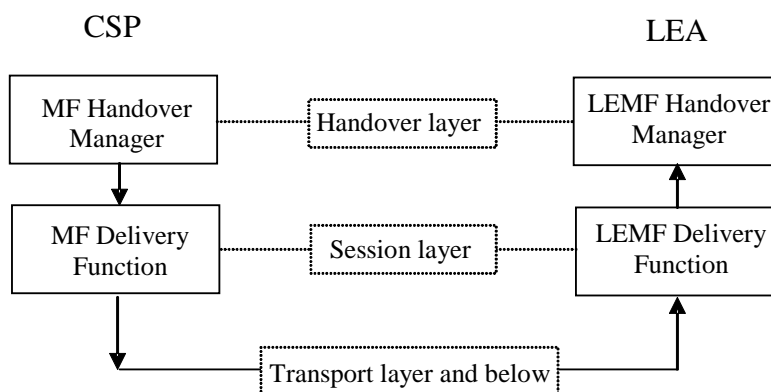 CSP
LEA
MF Handover
Manager
Handover layer
LEMF Handover
Manager
MF Delivery
Function
Session layer
LEMF Delivery
Function
Transport layer and below